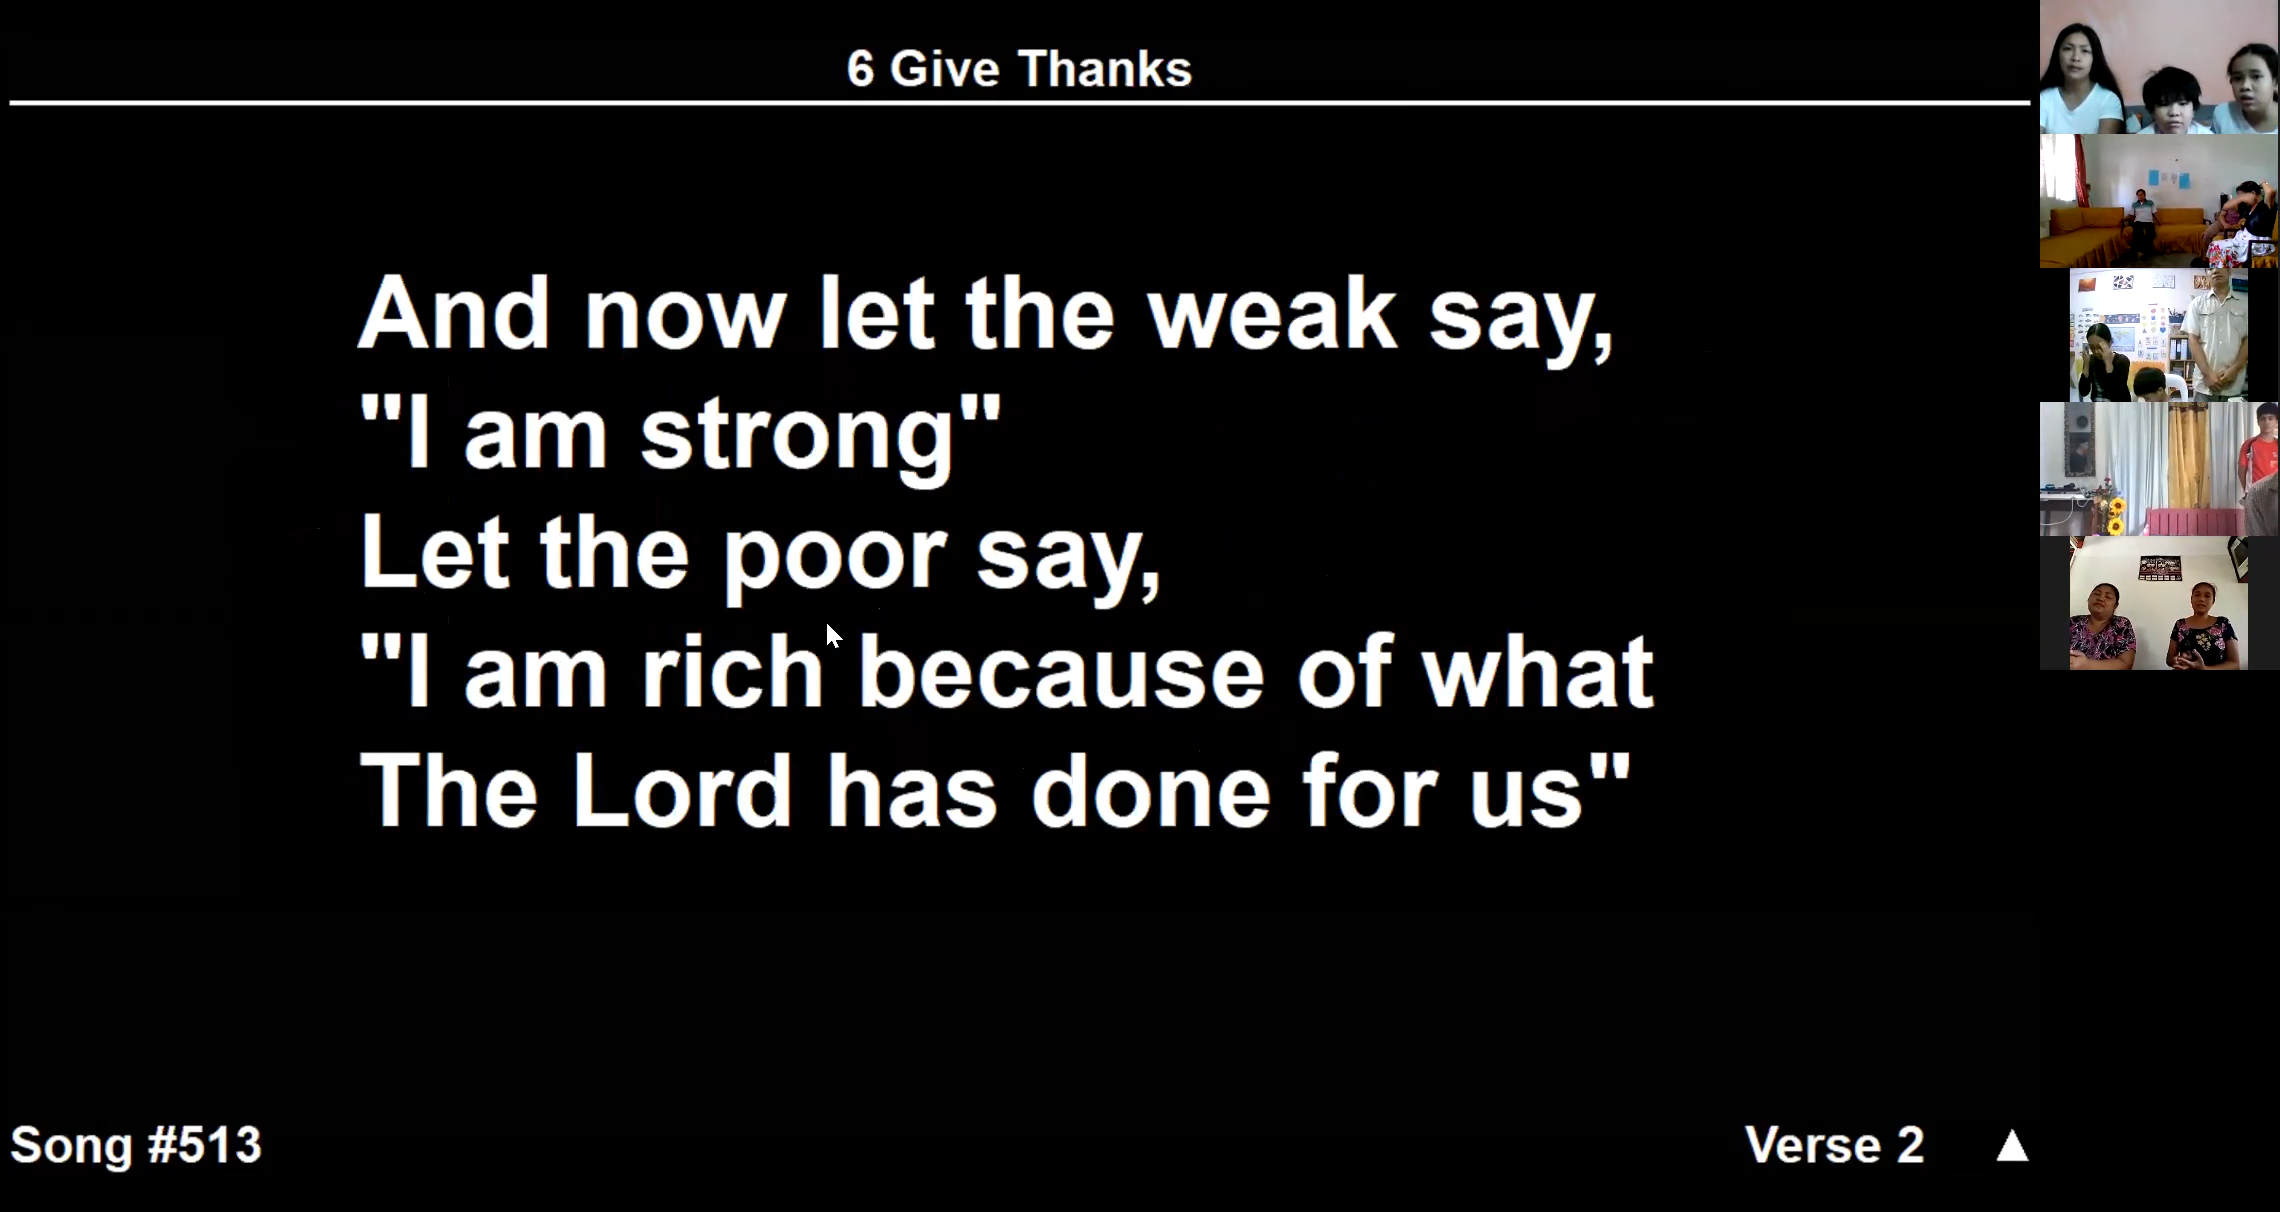 6 Give Thanks
And now let the weak say,
"I am strong"
Let the poor say,
"I am rich because of what
The Lord has done for us"
Song #513
Verse 2 ▲